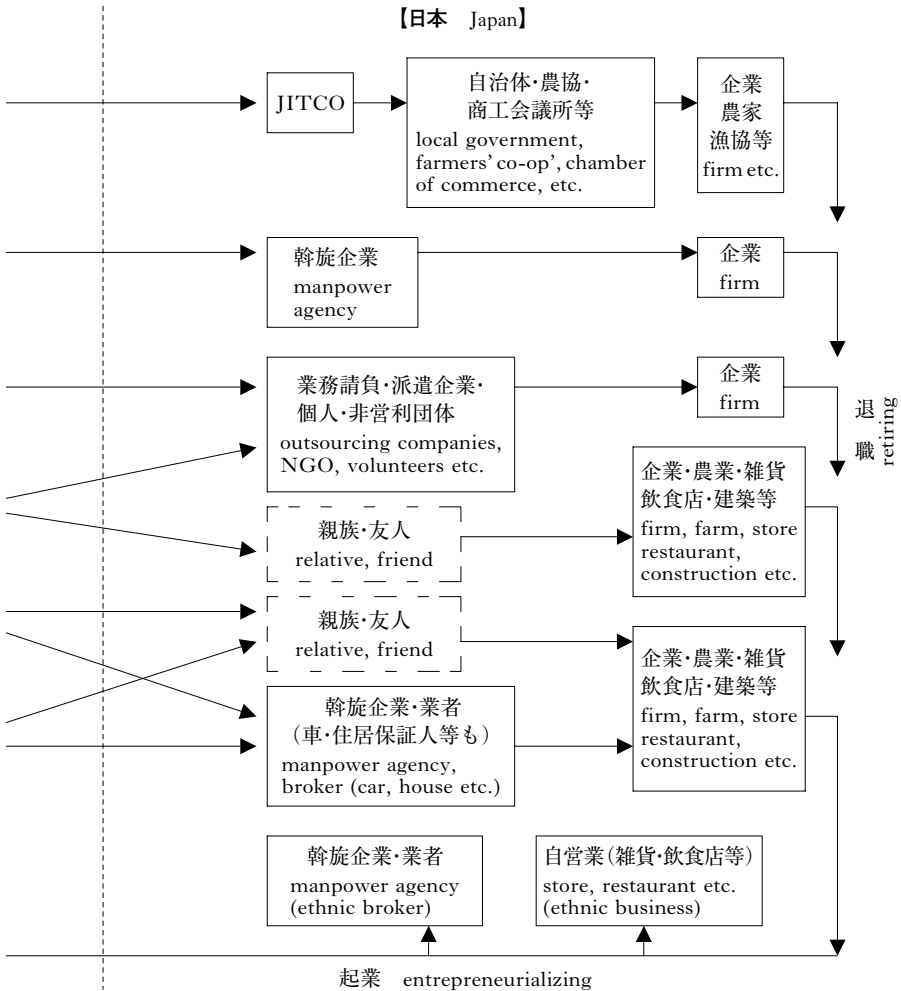 【日本 Japan】
JITCO
自治体・農協・
商工会議所等
local government,
farmers' co-op', chamber
of commerce, etc.
企業
農家
漁協等
firm etc.
斡旋企業
manpower
agency
企業
firm
業務請負・派遣企業・
個人・非営利団体
outsourcing companies,
NGO, volunteers etc.
企業
firm
退職
retiring
親族・友人
relative, friend
企業・農業・雑貨
飲食店・建築等
firm, farm, store
restaurant,
construction etc.
親族・友人
relative, friend
企業・農業・雑貨
飲食店・建築等
firm, farm, store
restaurant,
construction etc.
斡旋企業・業者
（車・住居保証人等も）
manpower agency,
broker (car, house etc.)
斡旋企業・業者
manpower agency
(ethnic broker)
自営業（雑貨・飲食店等）
store, restaurant etc.
(ethnic business)
起業 entrepreneurializing